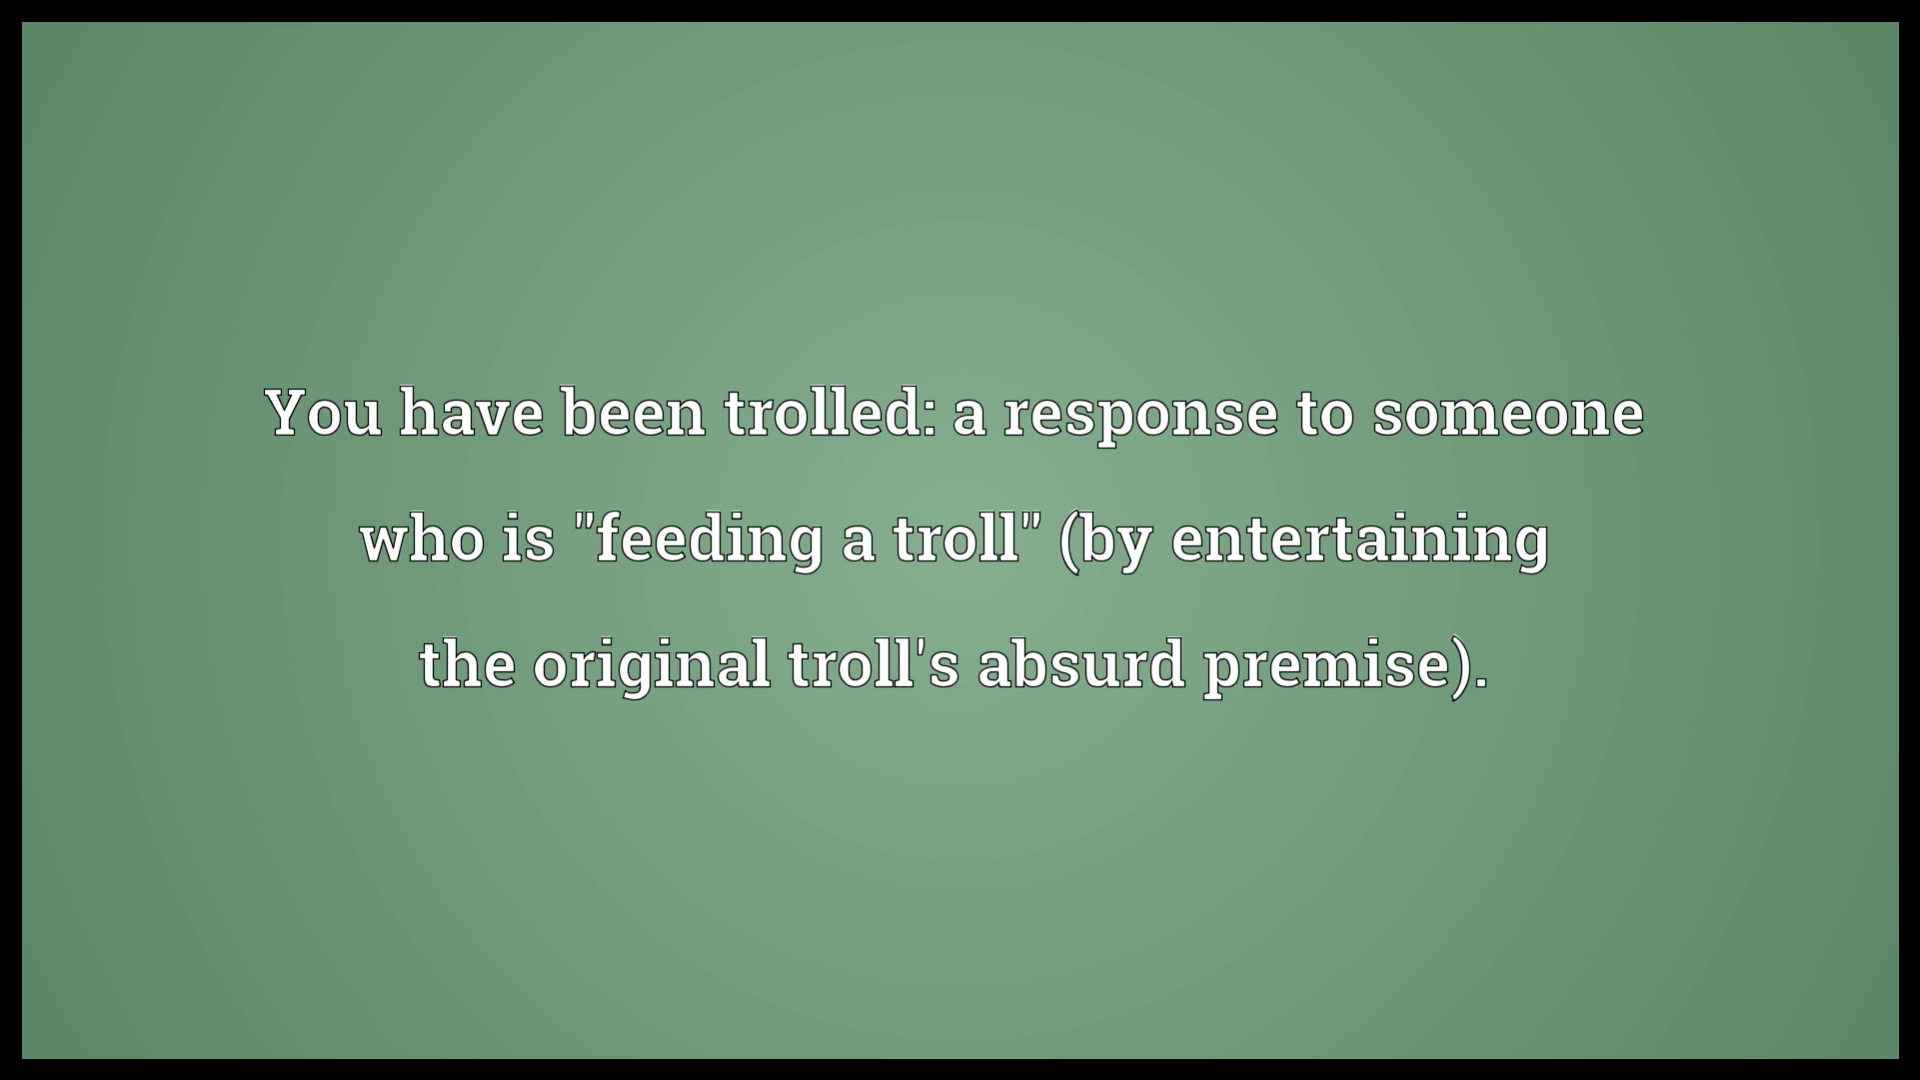 You have been trolled: a response to someone
who is "feeding a troll" (by entertaining
the original troll's absurd premise).